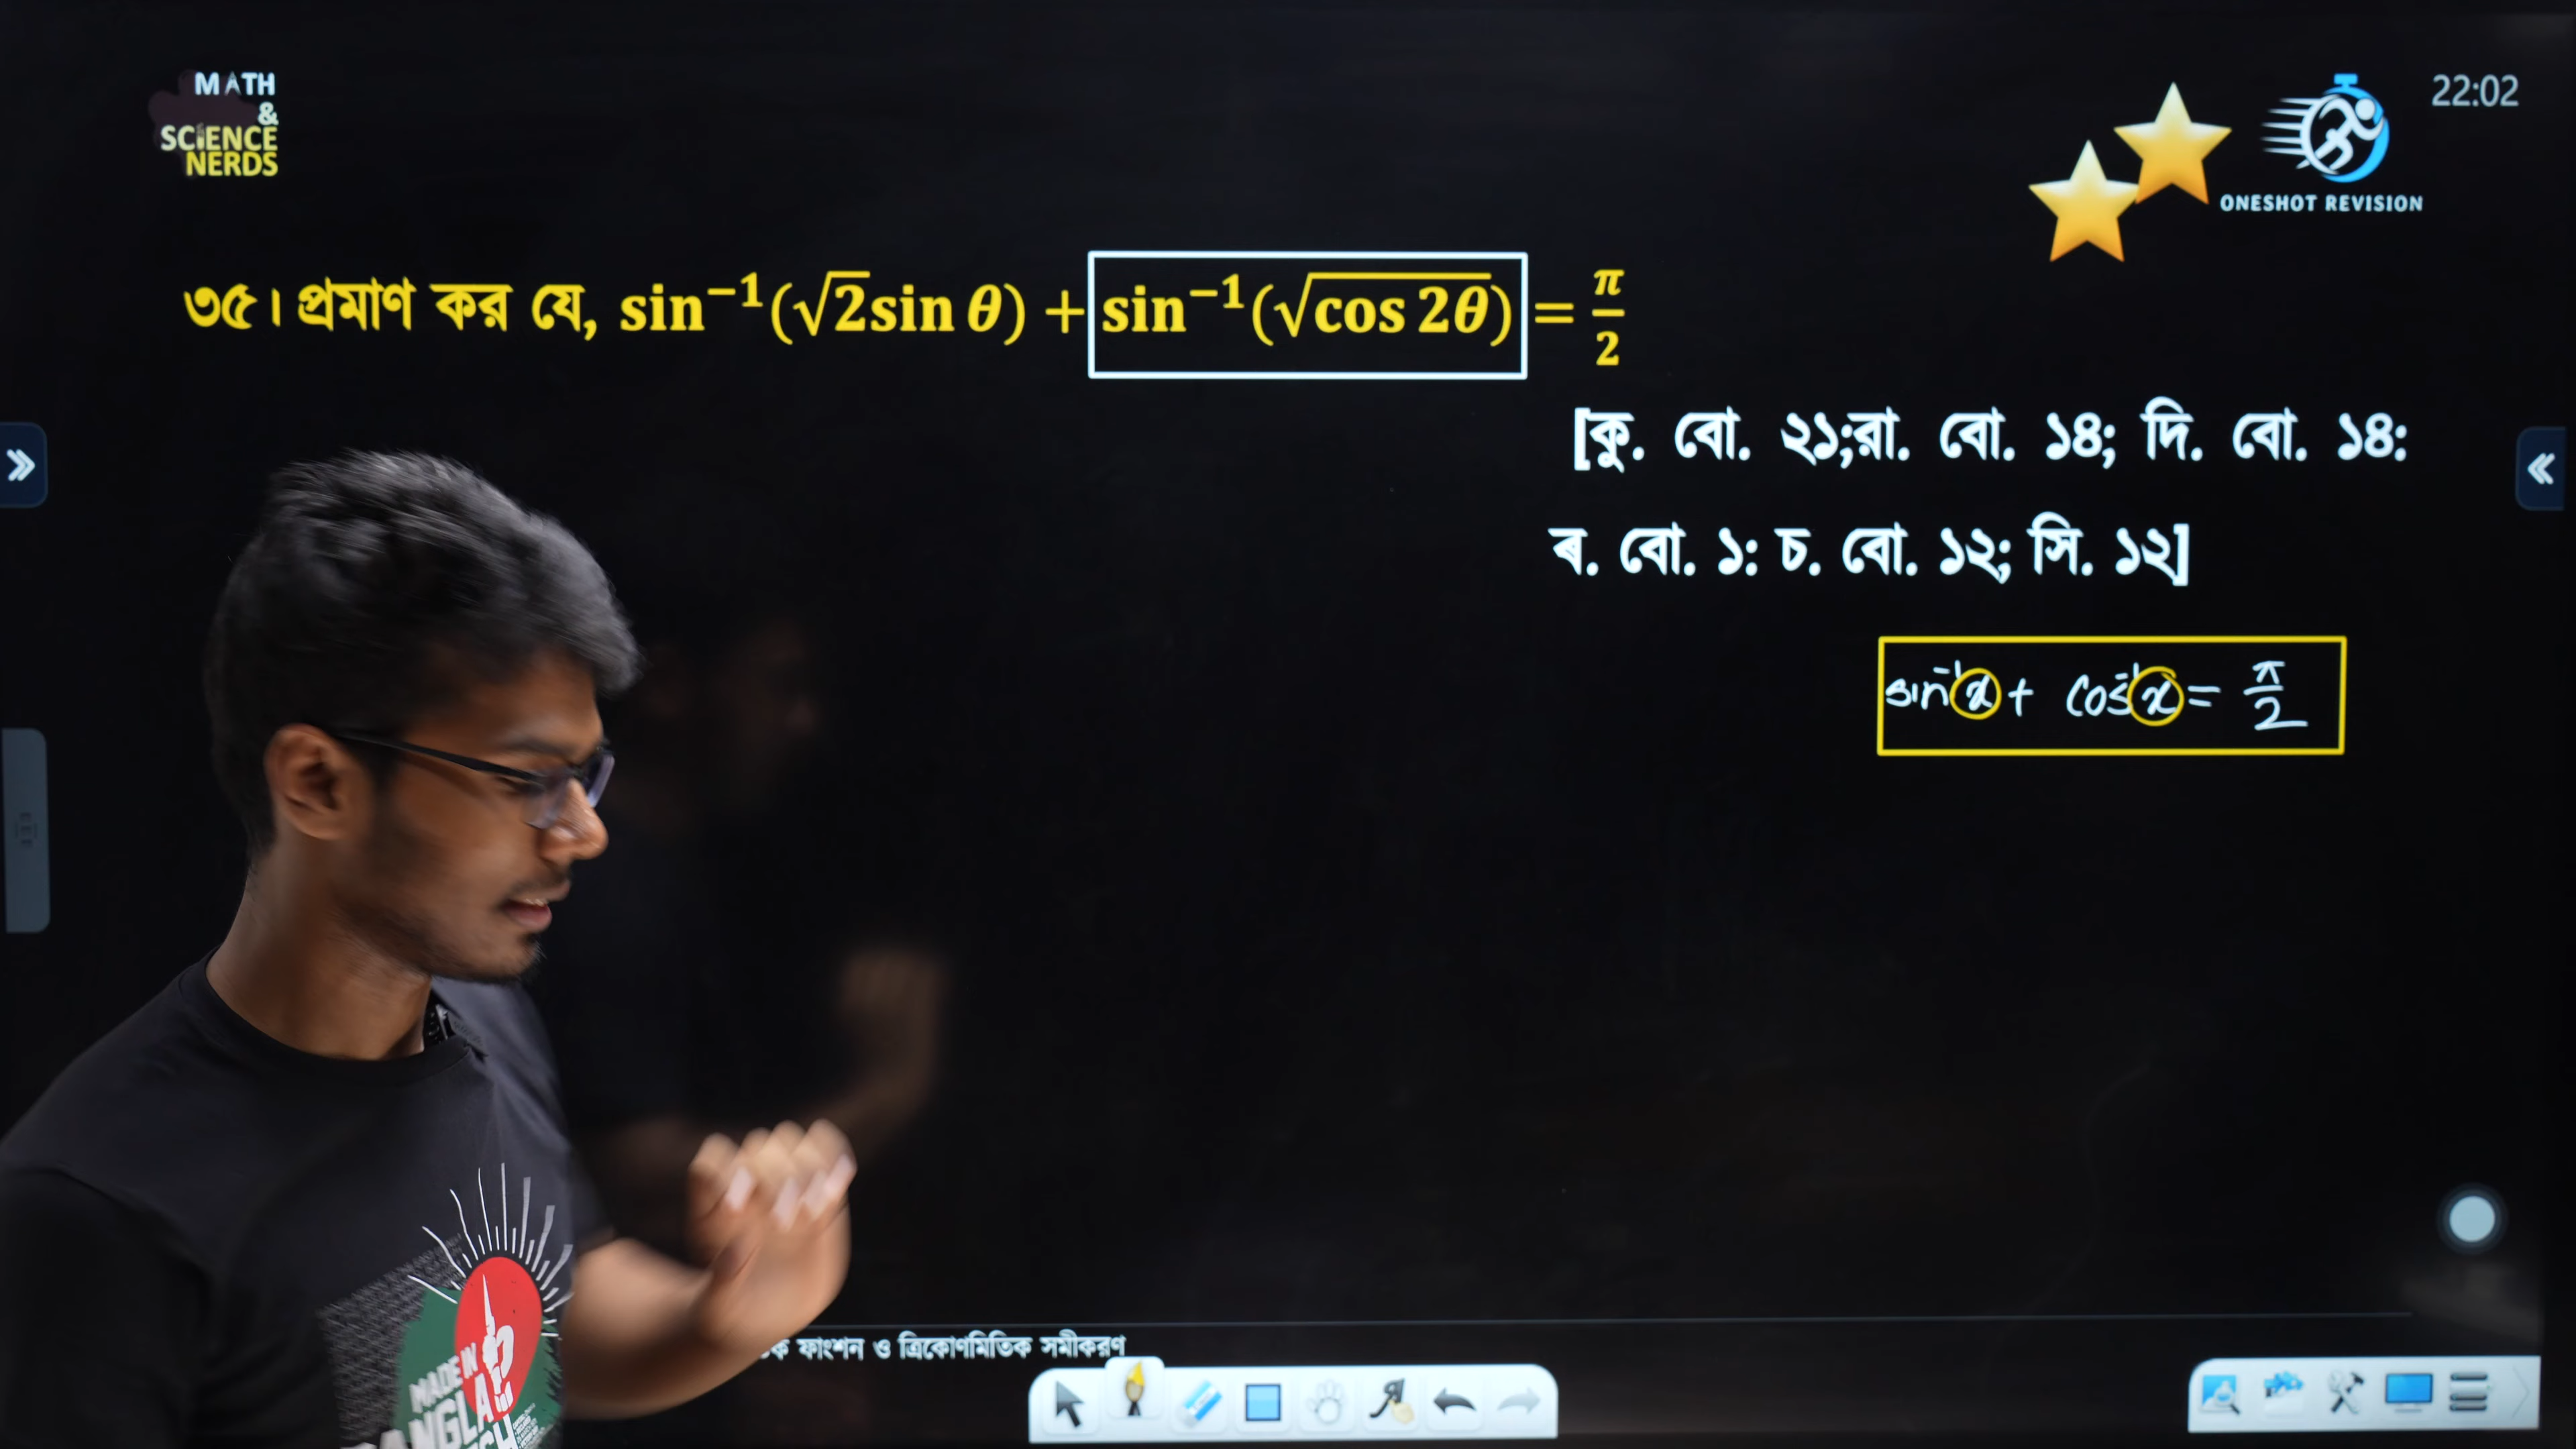 MATH
&
SCIENCE
NERDS
22:02
ONESHOT REVISION
৩৫। প্রমাণ কর যে, sin⁻¹(√2sin θ) + sin⁻¹(√cos 2θ) = π/2
[কু. বো. ২১;রা. বো. ১৪; দি. বো. ১৪:
ৰ. বো. ১: চ. বো. ১২; সি. ১২]
sin⁻¹x + cos⁻¹x = π/2
ফাংশন ও ত্রিকোণমিতিক সমীকরণ
MADE IN